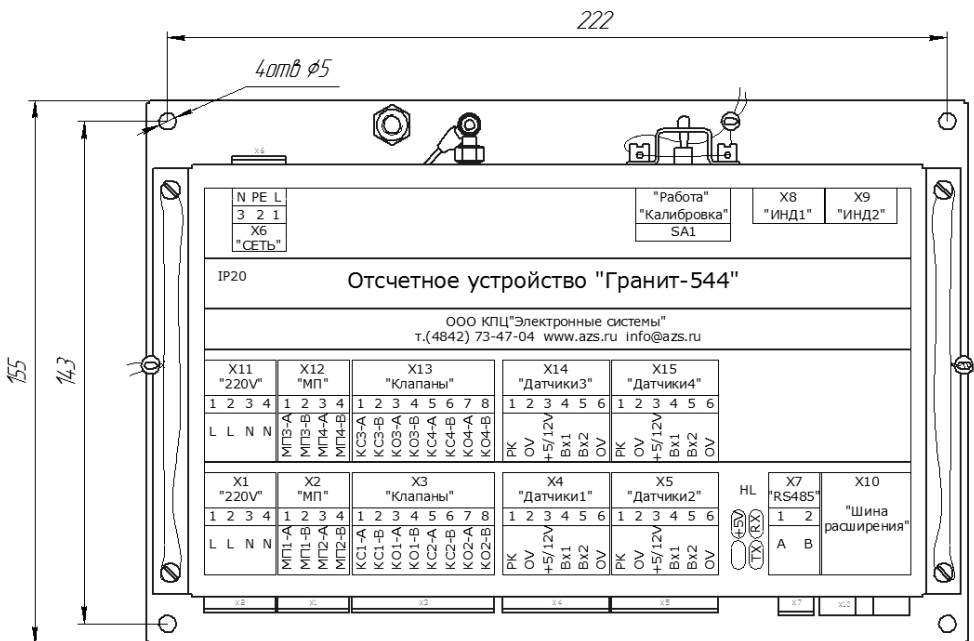 222
4отв ϕ5
155
143
X6
N PE L
3 2 1
X6
"СЕТЬ"
"Работа"
"Калибровка"
SA1
X8
"ИНД1"
X9
"ИНД2"
IP20
Отсчетное устройство "Гранит-544"
ООО КПЦ"Электронные системы"
т.(4842) 73-47-04 www.azs.ru info@azs.ru
X11
"220V"
1 2 3 4
L L N N
X12
"МП"
1 2 3 4
МП3-A
МП3-B
МП4-A
МП4-B
X13
"Клапаны"
1 2 3 4 5 6 7 8
КС3-A
КС3-B
КО3-A
КО3-B
КС4-A
КС4-B
КО4-A
КО4-B
X14
"Датчики3"
1 2 3 4 5 6
РК
0V
+5/12V
Вх1
Вх2
0V
X15
"Датчики4"
1 2 3 4 5 6
РК
0V
+5/12V
Вх1
Вх2
0V
X1
"220V"
1 2 3 4
L L N N
X2
"МП"
1 2 3 4
МП1-A
МП1-B
МП2-A
МП2-B
X3
"Клапаны"
1 2 3 4 5 6 7 8
КС1-A
КС1-B
КО1-A
КО1-B
КС2-A
КС2-B
КО2-A
КО2-B
X4
"Датчики1"
1 2 3 4 5 6
РК
0V
+5/12V
Вх1
Вх2
0V
X5
"Датчики2"
1 2 3 4 5 6
РК
0V
+5/12V
Вх1
Вх2
0V
HL
+5V
TX RX
X7
"RS485"
1 2
A B
X10
"Шина
расширения"
X2
X1
X3
X4
X5
X7
X10